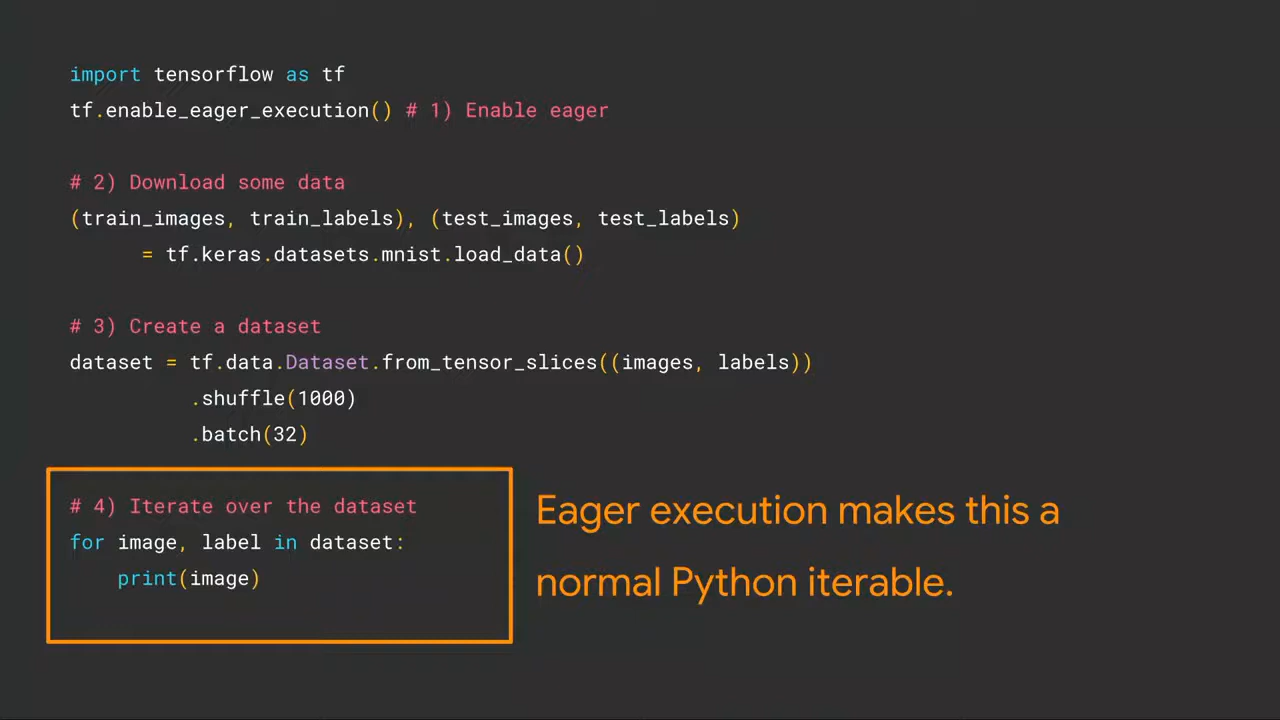 import tensorflow as tf
tf.enable_eager_execution() # 1) Enable eager
# 2) Download some data
(train_images, train_labels), (test_images, test_labels)
= tf.keras.datasets.mnist.load_data()
# 3) Create a dataset
dataset = tf.data.Dataset.from_tensor_slices((images, labels))
.shuffle(1000)
.batch(32)
# 4) Iterate over the dataset
for image, label in dataset:
print(image)
Eager execution makes this a
normal Python iterable.